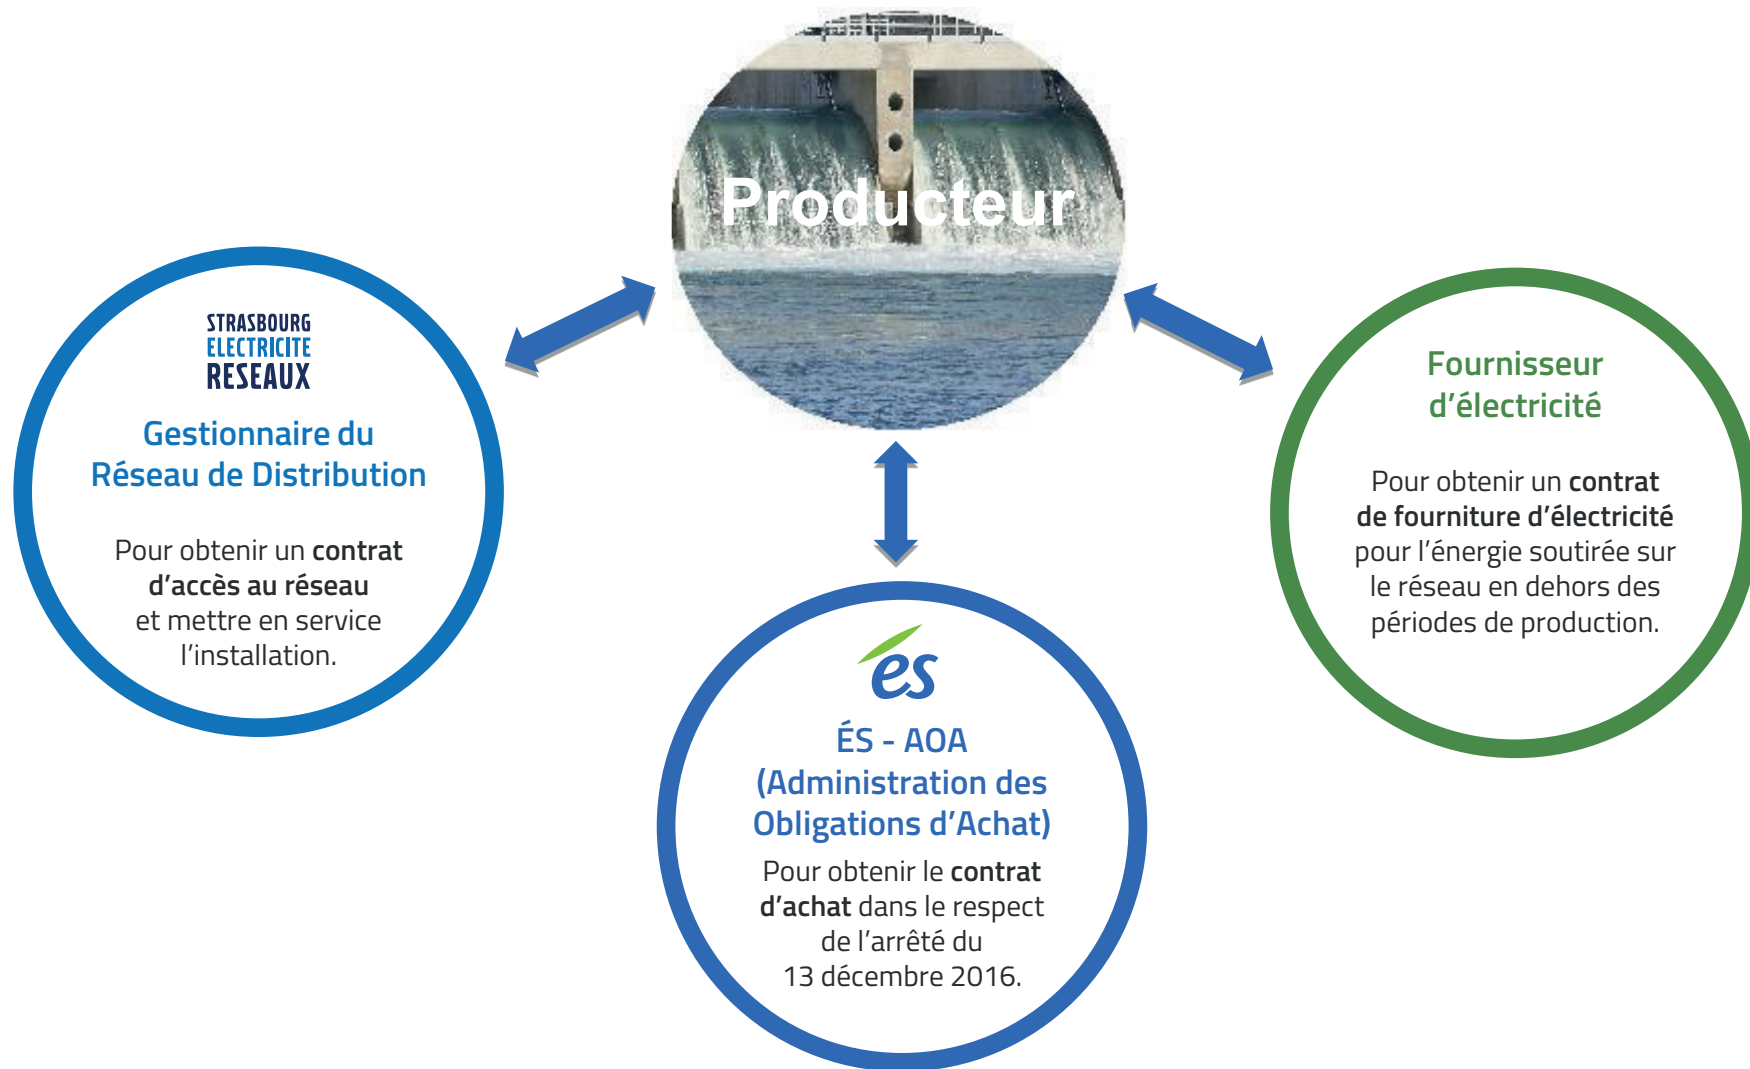 Producteur
STRASBOURG
ELECTRICITE
RESEAUX
Gestionnaire du
Réseau de Distribution
Pour obtenir un contrat
d’accès au réseau
et mettre en service
l’installation.
és
ÉS - AOA
(Administration des
Obligations d’Achat)
Pour obtenir le contrat
d’achat dans le respect
de l’arrêté du
13 décembre 2016.
Fournisseur
d’électricité
Pour obtenir un contrat
de fourniture d’électricité
pour l’énergie soutirée sur
le réseau en dehors des
périodes de production.